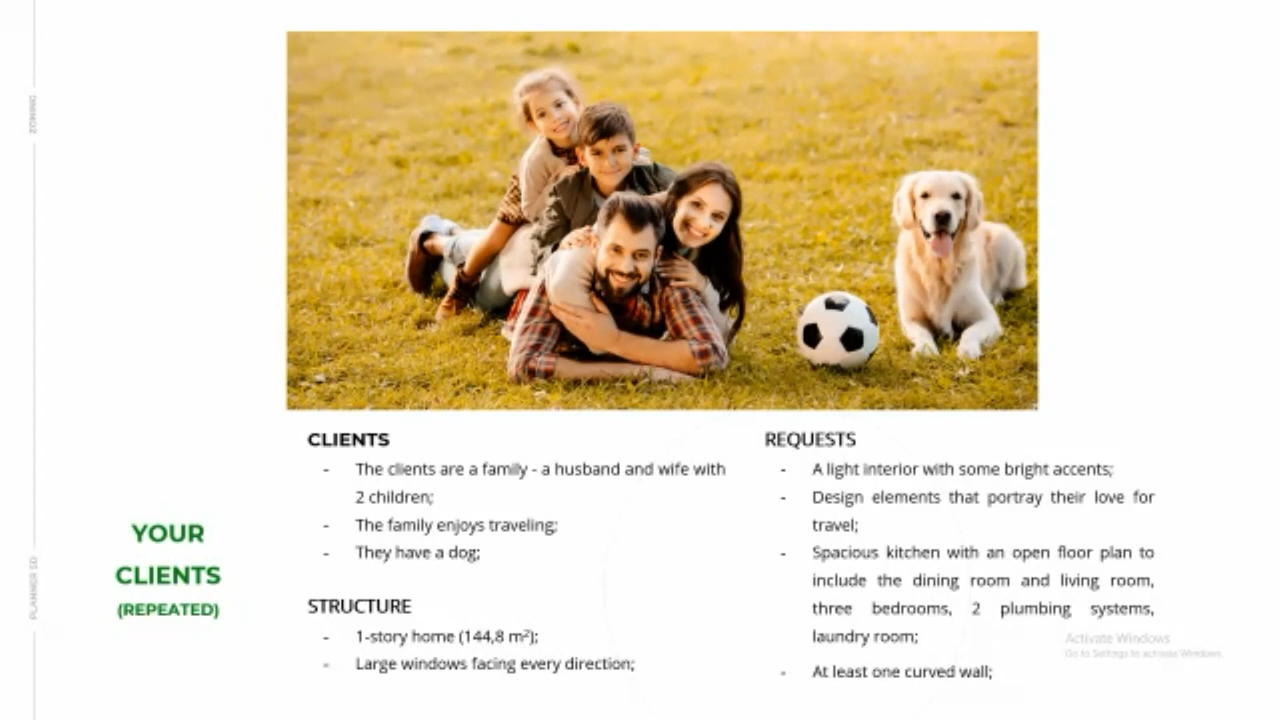 ZONING
PLANNER 5D
YOUR
CLIENTS
(REPEATED)
CLIENTS
- The clients are a family - a husband and wife with
2 children;
- The family enjoys traveling;
- They have a dog;
STRUCTURE
- 1-story home (144,8 m²);
- Large windows facing every direction;
REQUESTS
- A light interior with some bright accents;
- Design elements that portray their love for
travel;
- Spacious kitchen with an open floor plan to
include the dining room and living room,
three bedrooms, 2 plumbing systems,
laundry room;
- At least one curved wall;
Activate Windows
Go to Settings to activate Windows.